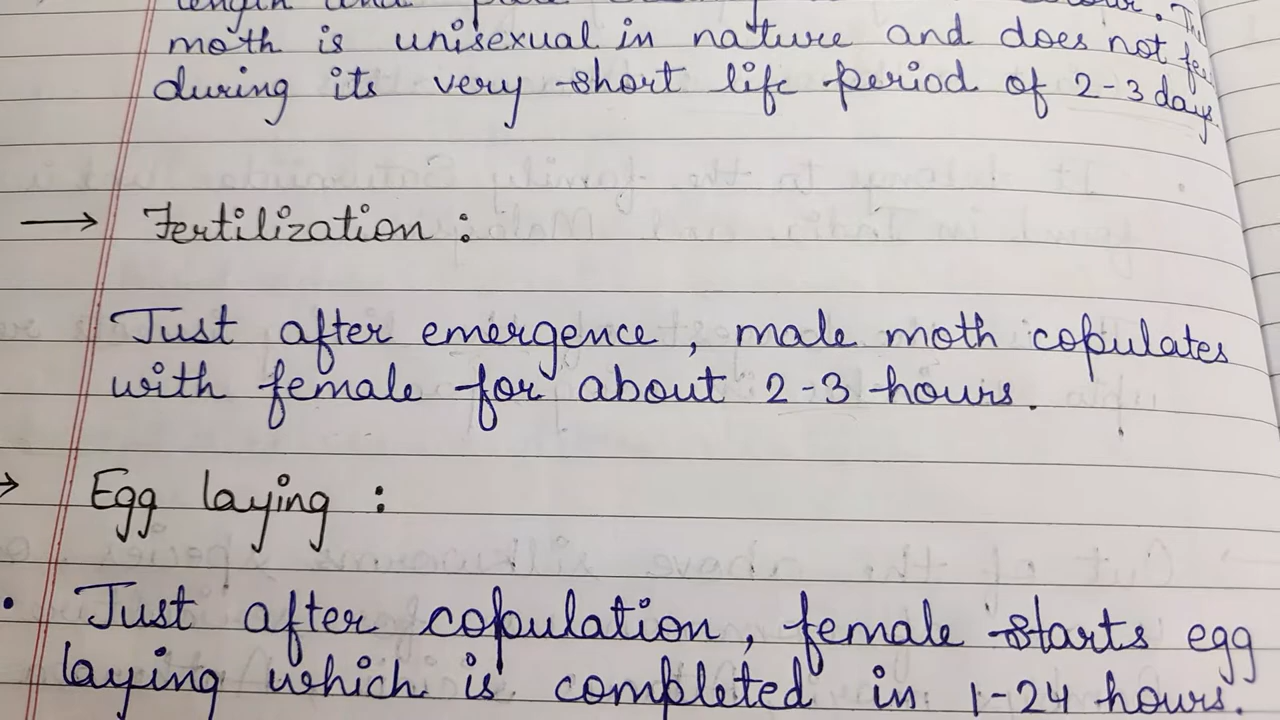 length and
moth is unisexual in nature and does not
during its very short life period of 2-3 days.
→ Fertilization :
Just after emergence, male moth copulates
with female for about 2-3 hours.
→ Egg laying :
• Just after copulation, female starts egg
laying which is completed in 1-24 hours.